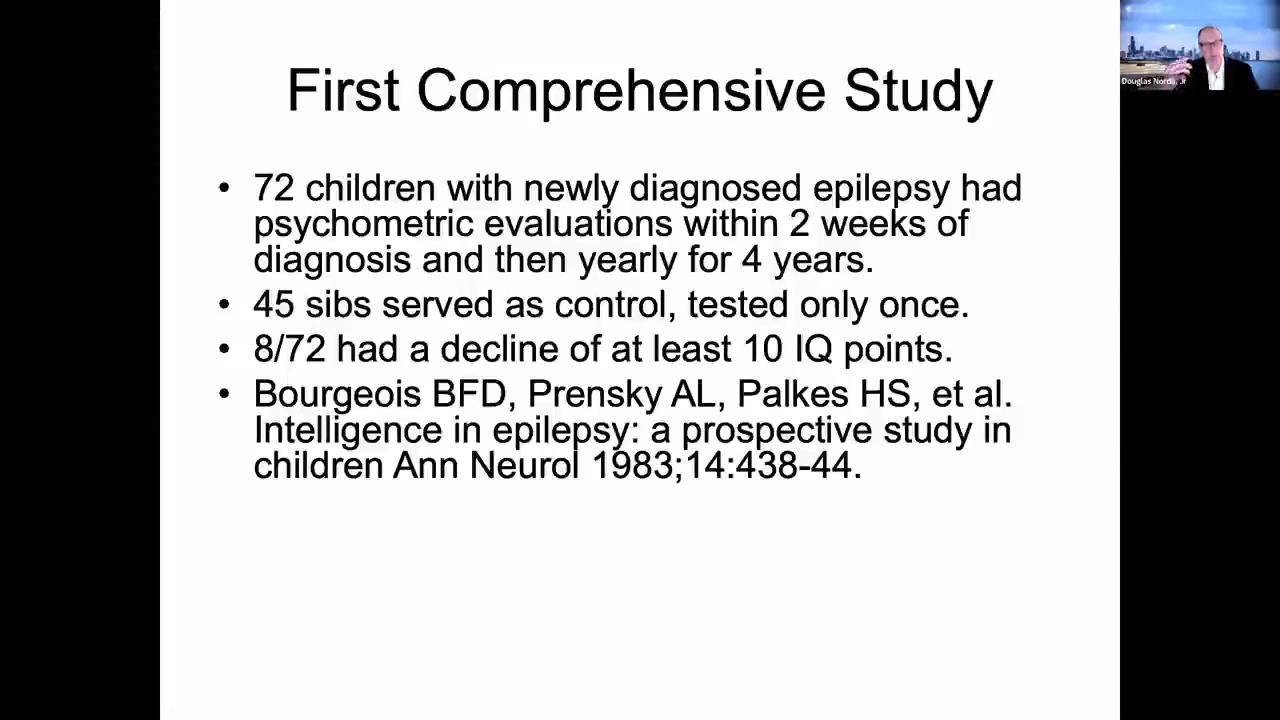 First Comprehensive Study
• 72 children with newly diagnosed epilepsy had
psychometric evaluations within 2 weeks of
diagnosis and then yearly for 4 years.
• 45 sibs served as control, tested only once.
• 8/72 had a decline of at least 10 IQ points.
• Bourgeois BFD, Prensky AL, Palkes HS, et al.
Intelligence in epilepsy: a prospective study in
children Ann Neurol 1983;14:438-44.
Douglas